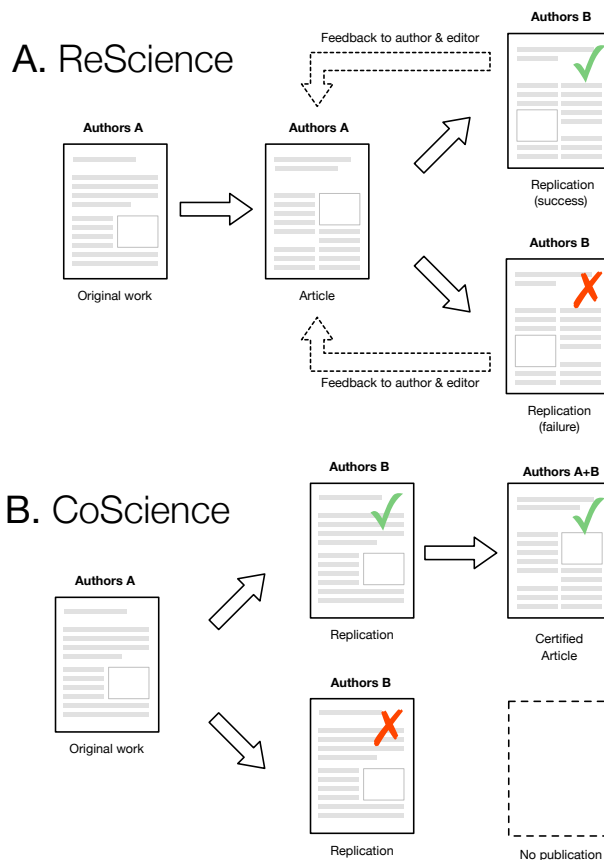 Authors B
Feedback to author & editor
A. ReScience
Authors A
Authors A
Replication
(success)
Authors B
Original work
Article
Feedback to author & editor
Replication
(failure)
Authors B
Authors A+B
B. CoScience
Authors A
Replication
Certified
Article
Authors B
Original work
Replication
No publication